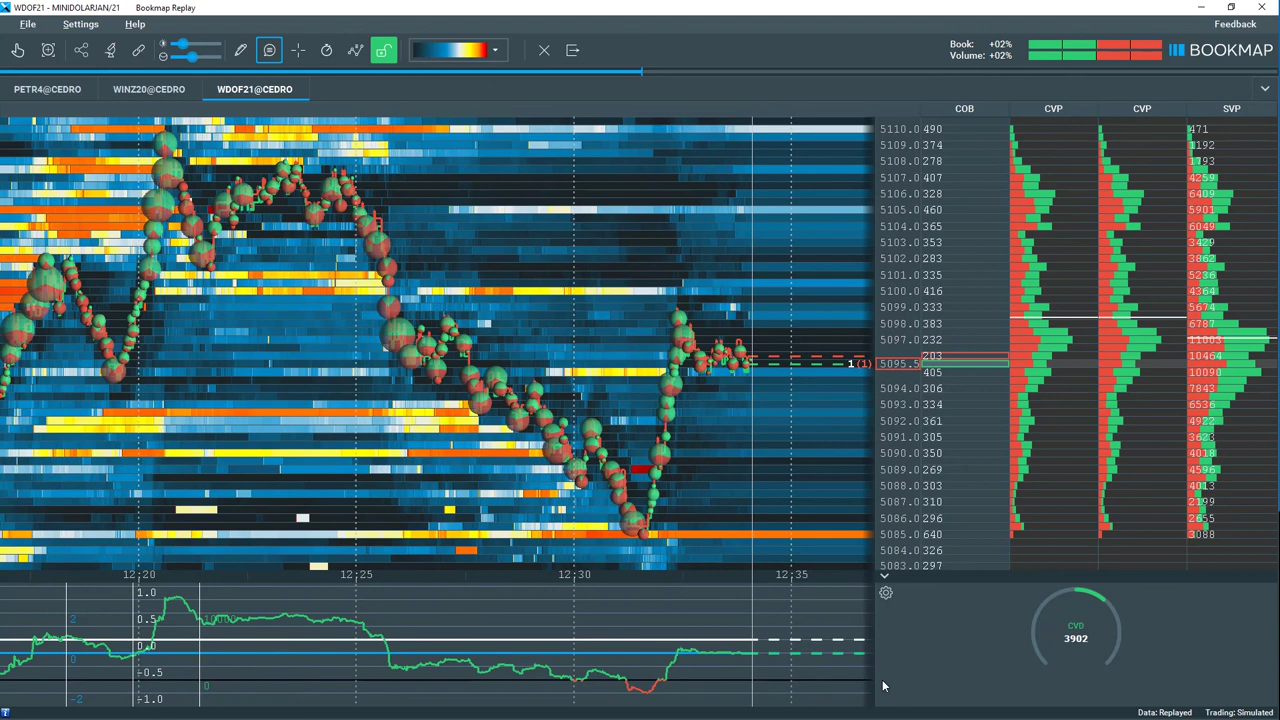 WDOF21 - MINIDOLARJAN/21 Bookmap Replay
File Settings Help Feedback
Book: +02%
Volume: +02%
BOOKMAP
PETR4@CEDRO WINZ20@CEDRO WDOF21@CEDRO
COB CVP CVP SVP
5110.0 490 471
5109.0 374 1192
5108.0 278 1793
5107.0 407 4259
5106.0 328 6409
5105.0 460 5901
5104.0 365 6049
5103.0 353 3429
5102.0 283 3862
5101.0 335 5236
5100.0 416 4364
5099.0 333 5674
5098.0 383 6787
5097.0 232 11003
203 10464
1 (1) 5095.5
405 10090
5094.0 306 7843
5093.0 334 6536
5092.0 361 4922
5091.0 305 3623
5090.0 350 4018
5089.0 269 4596
5088.0 303 4013
5087.0 310 2199
5086.0 296 2655
5085.0 640 3088
5084.0 326
5083.0 297
12:20 12:25 12:30 12:35
1.0
2 0.5 10000
0 0.0
-0.5
0
-2 -1.0
CVD
3902
Data: Replayed Trading: Simulated